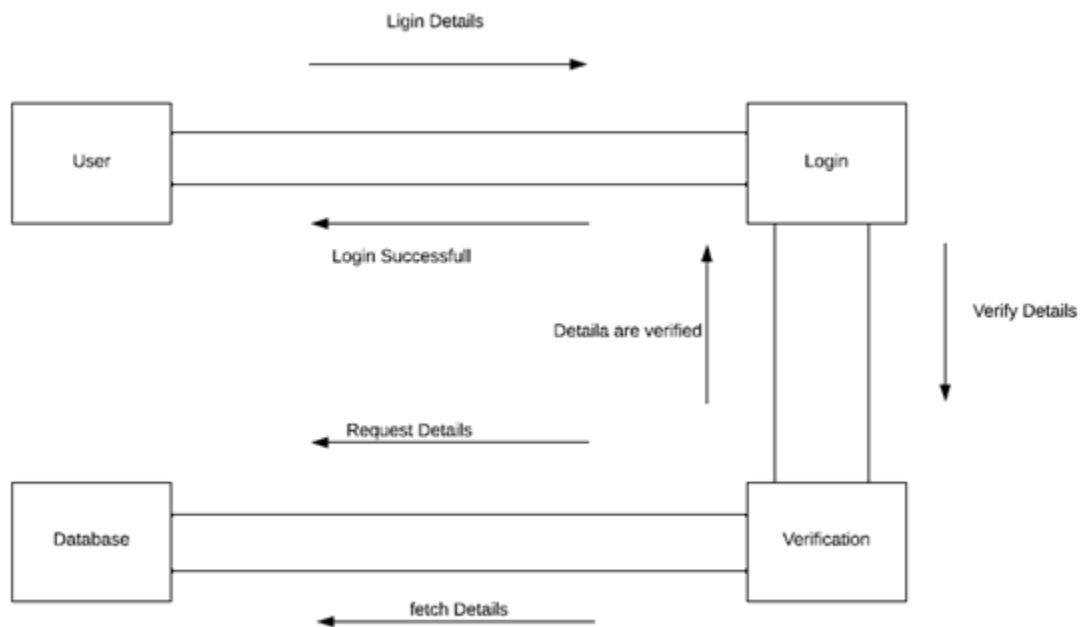 Ligin Details
User
Login
Login Successfull
Verify Details
Detaila are verified
Request Details
Database
Verification
fetch Details